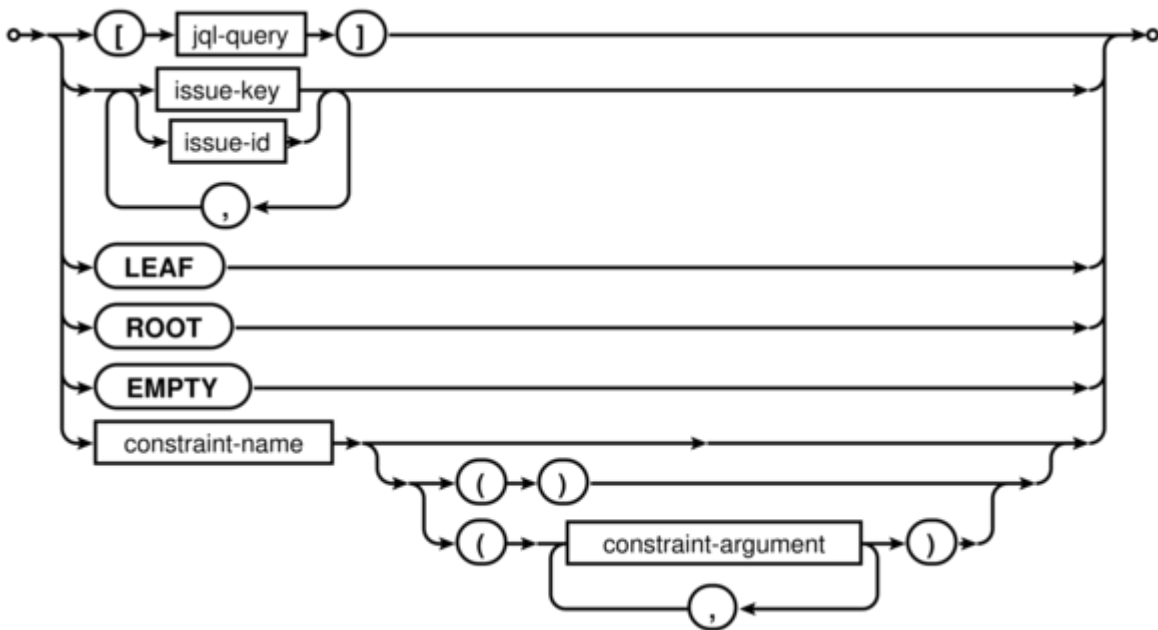 [ jql-query ]
issue-key
issue-id
,
LEAF
ROOT
EMPTY
constraint-name
( )
( constraint-argument )
,